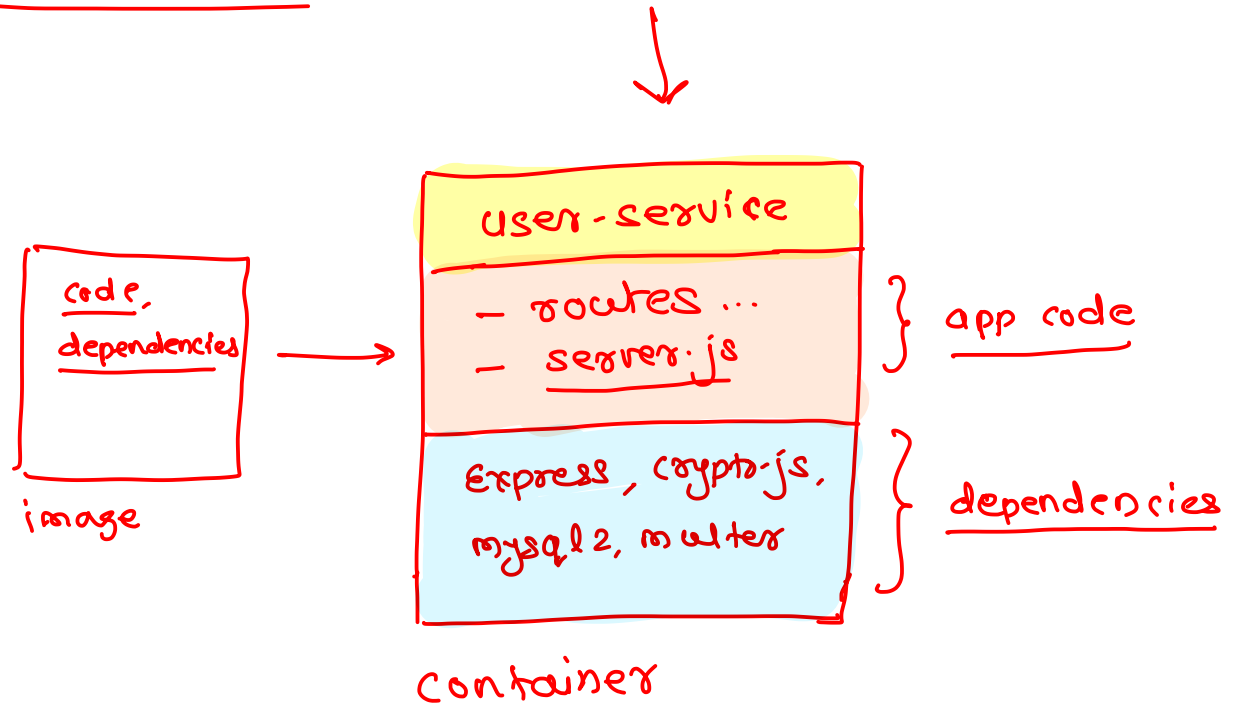 code,
dependencies
image
user-service
- routes ...
- server.js
Express, crypto-js,
mysql2, multer
container
app code
dependencies